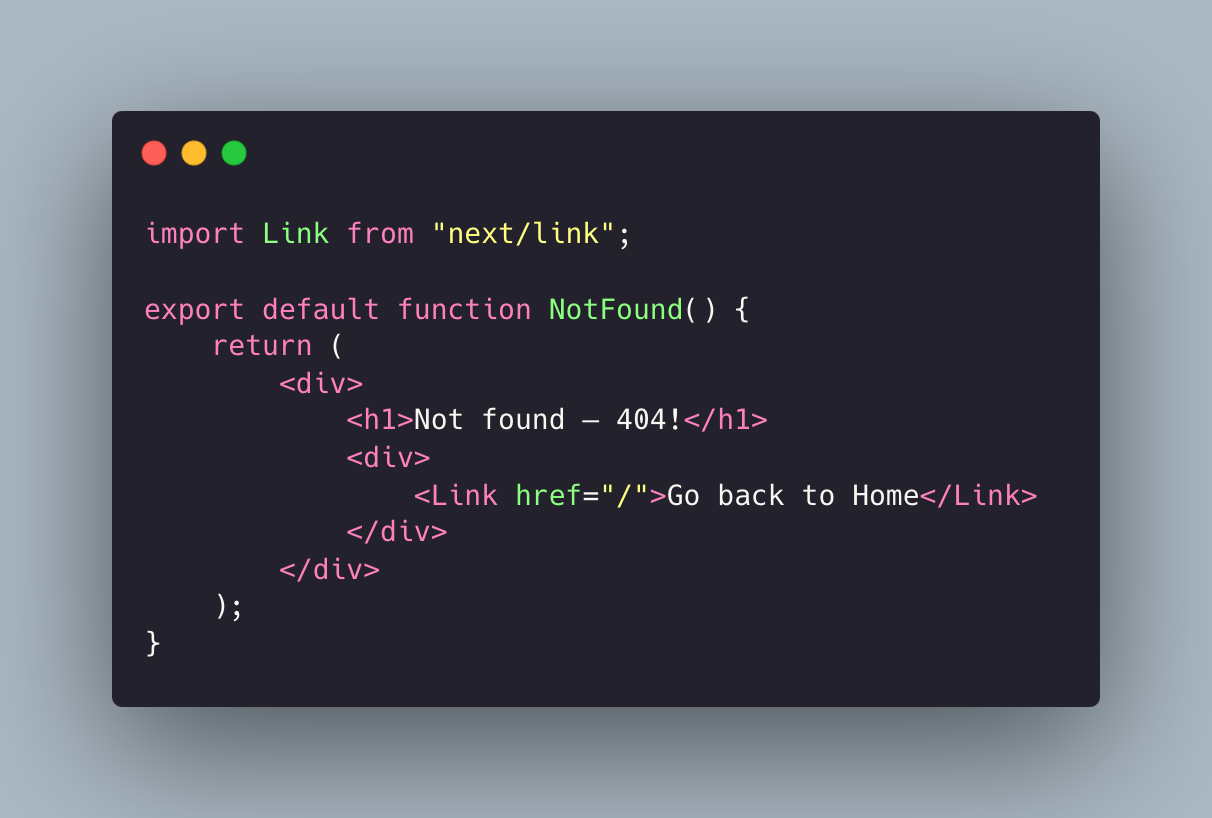 import Link from "next/link";

export default function NotFound() {
    return (
        <div>
            <h1>Not found – 404!</h1>
            <div>
                <Link href="/">Go back to Home</Link>
            </div>
        </div>
    );
}